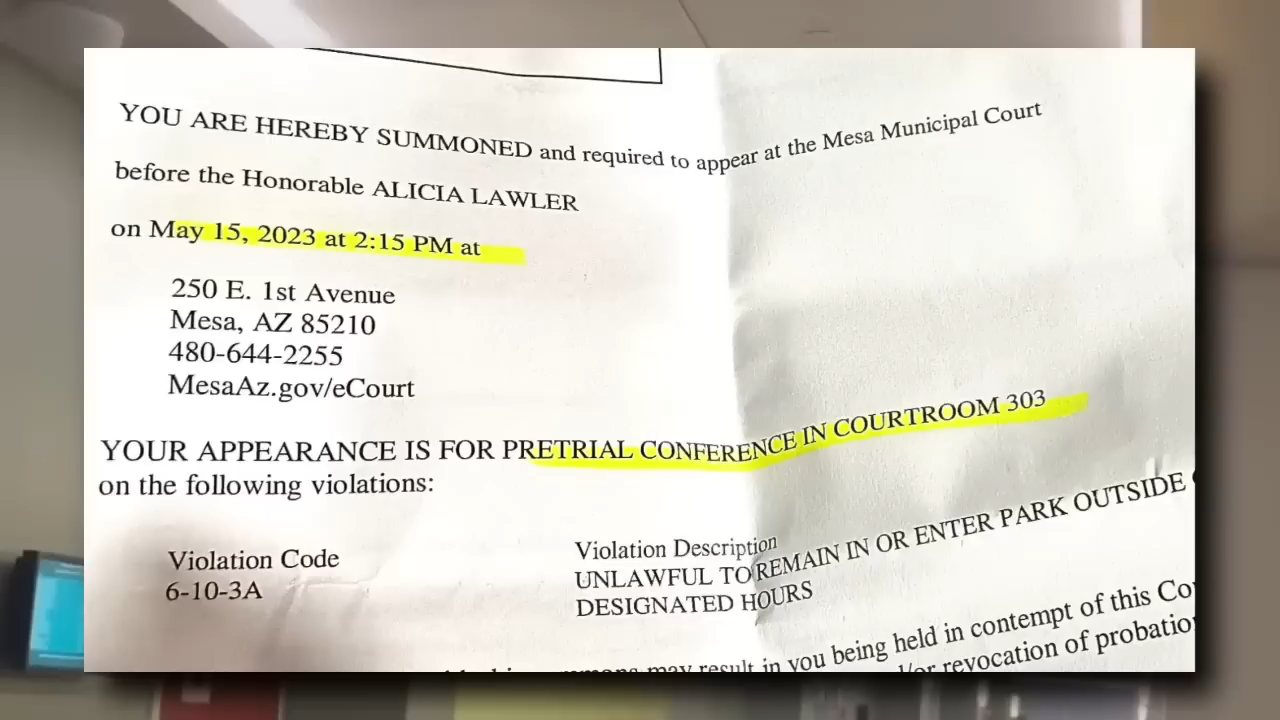 YOU ARE HEREBY SUMMONED and required to appear at the Mesa Municipal Court
before the Honorable ALICIA LAWLER
on May 15, 2023 at 2:15 PM at
250 E. 1st Avenue
Mesa, AZ 85210
480-644-2255
MesaAz.gov/eCourt
YOUR APPEARANCE IS FOR PRETRIAL CONFERENCE IN COURTROOM 303
on the following violations:
Violation Code
6-10-3A
Violation Description
UNLAWFUL TO REMAIN IN OR ENTER PARK OUTSIDE
DESIGNATED HOURS
summons may result in you being held in contempt of this
revocation of